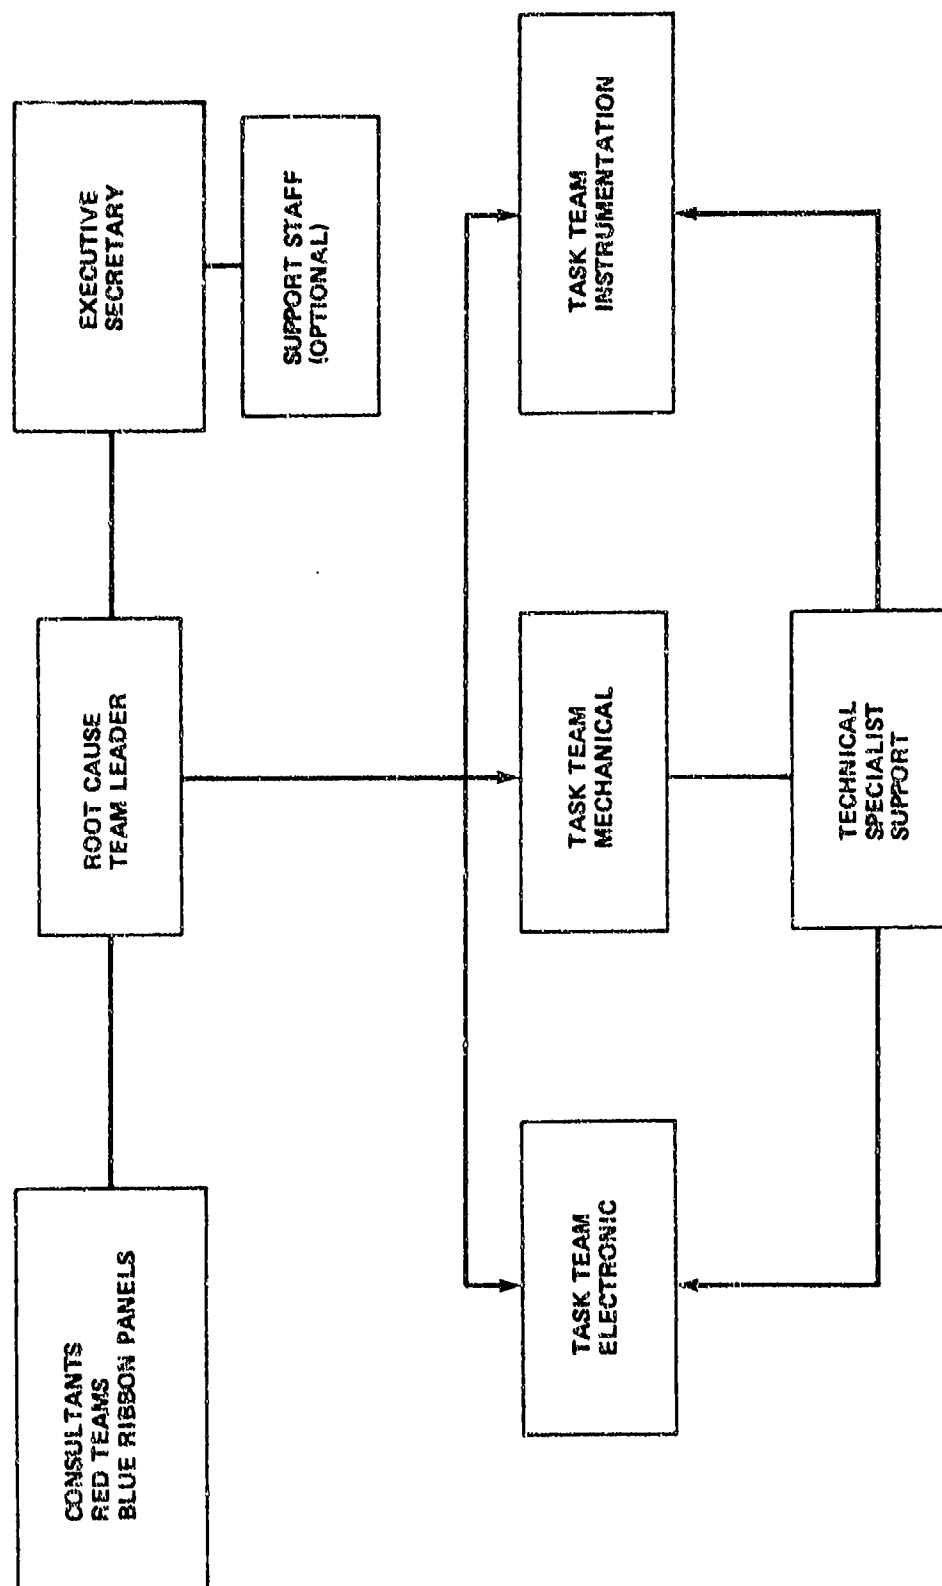 CONSULTANTS
RED TEAMS
BLUE RIBBON PANELS
ROOT CAUSE
TEAM LEADER
EXECUTIVE
SECRETARY
SUPPORT STAFF
(OPTIONAL)
TASK TEAM
ELECTRONIC
TASK TEAM
MECHANICAL
TASK TEAM
INSTRUMENTATION
TECHNICAL
SPECIALIST
SUPPORT